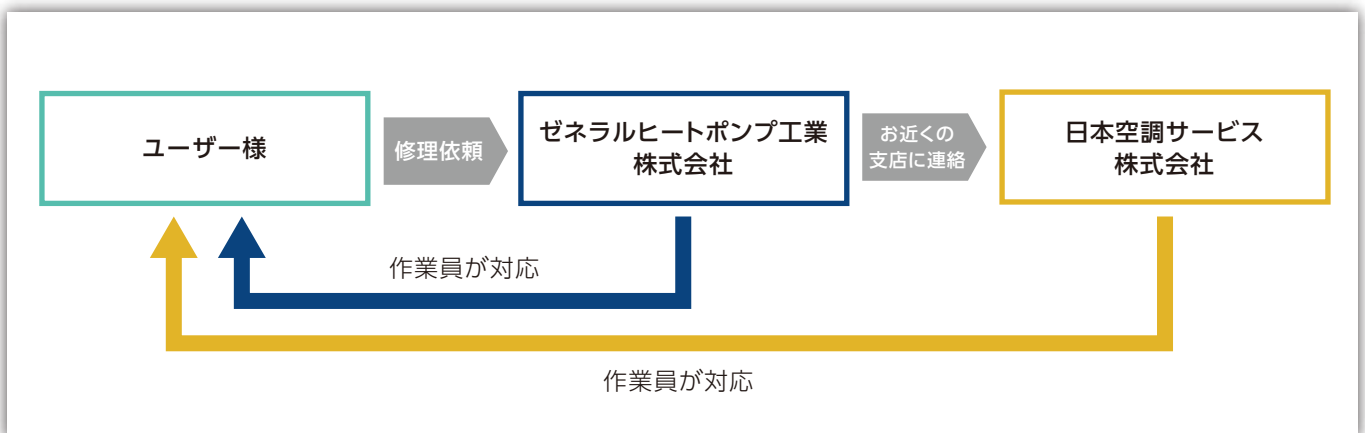 ユーザー様
修理依頼
ゼネラルヒートポンプ工業
株式会社
お近くの
支店に連絡
日本空調サービス
株式会社
作業員が対応
作業員が対応